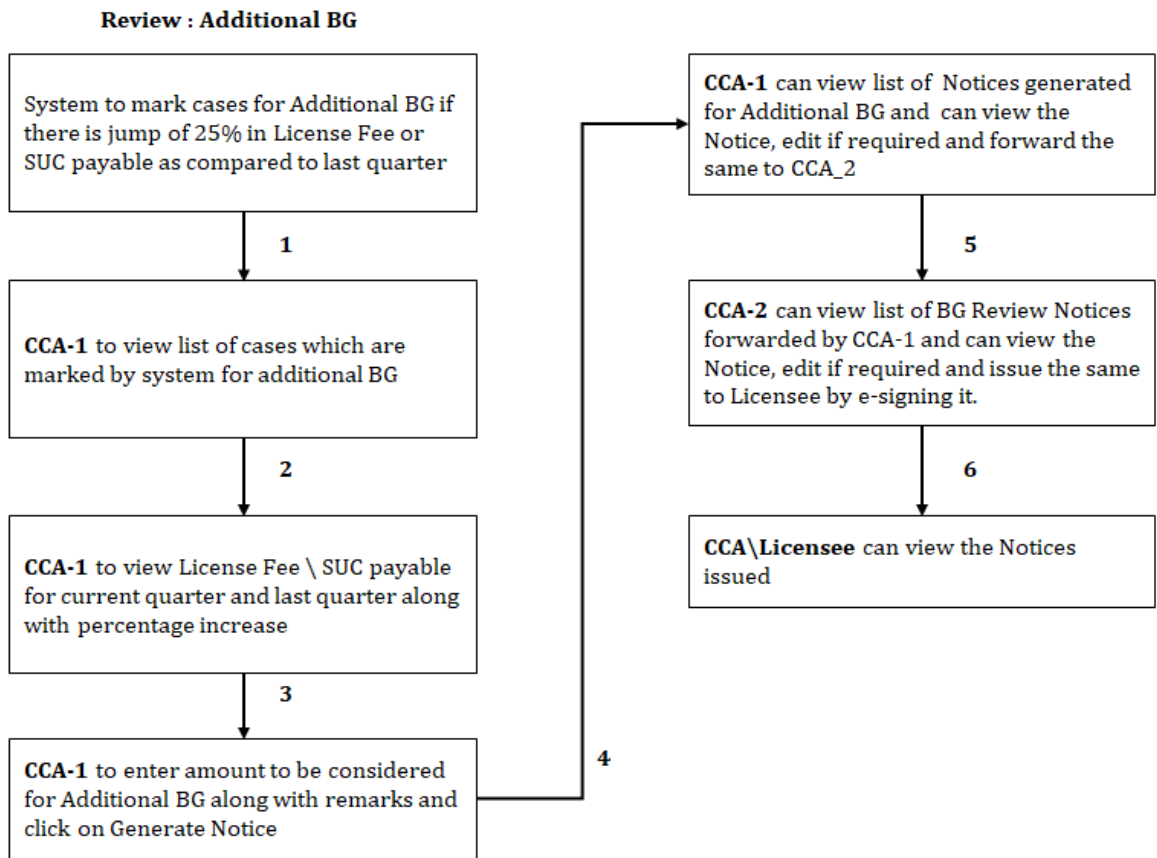 Review : Additional BG
System to mark cases for Additional BG if
there is jump of 25% in License Fee or
SUC payable as compared to last quarter
1
CCA-1 to view list of cases which are
marked by system for additional BG
2
CCA-1 to view License Fee \ SUC payable
for current quarter and last quarter along
with percentage increase
3
CCA-1 to enter amount to be considered
for Additional BG along with remarks and
click on Generate Notice
4
CCA-1 can view list of Notices generated
for Additional BG and can view the
Notice, edit if required and forward the
same to CCA_2
5
CCA-2 can view list of BG Review Notices
forwarded by CCA-1 and can view the
Notice, edit if required and issue the same
to Licensee by e-signing it.
6
CCA\Licensee can view the Notices
issued